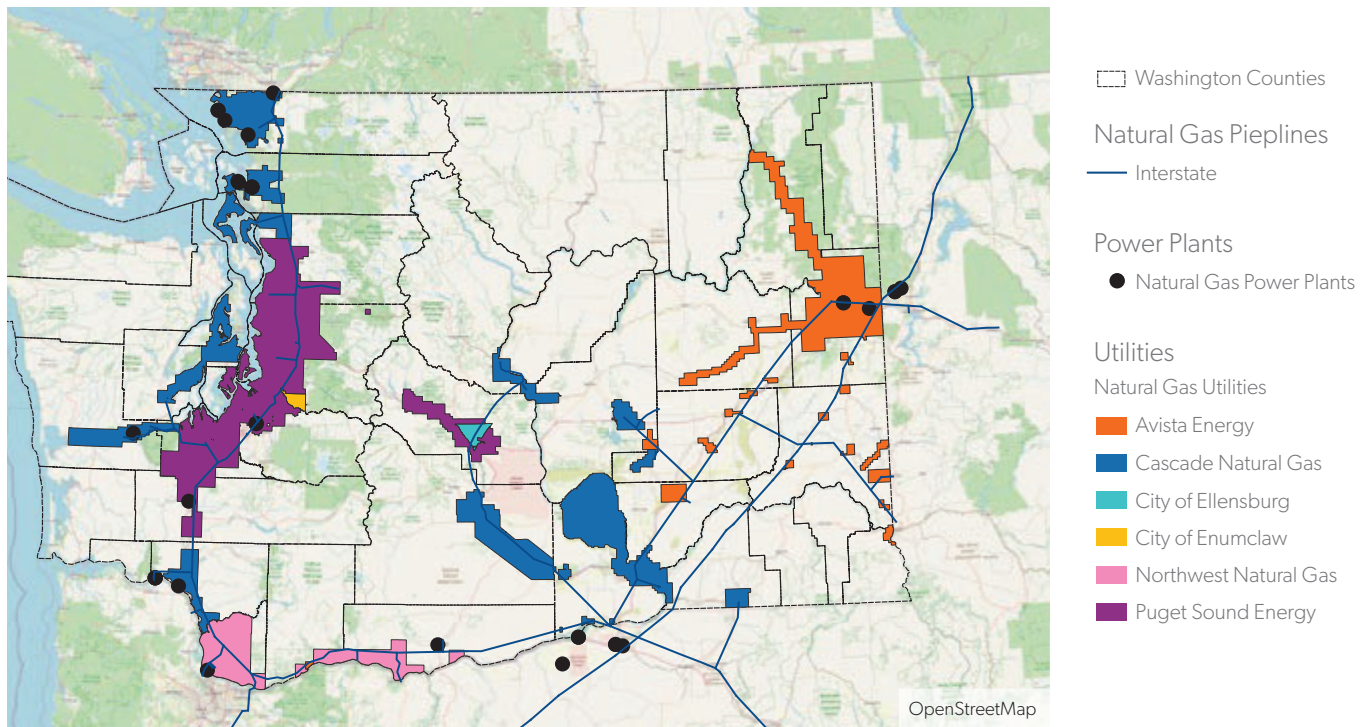 Washington Counties
Natural Gas Pieplines
Interstate
Power Plants
Natural Gas Power Plants
Utilities
Natural Gas Utilities
Avista Energy
Cascade Natural Gas
City of Ellensburg
City of Enumclaw
Northwest Natural Gas
Puget Sound Energy
OpenStreetMap